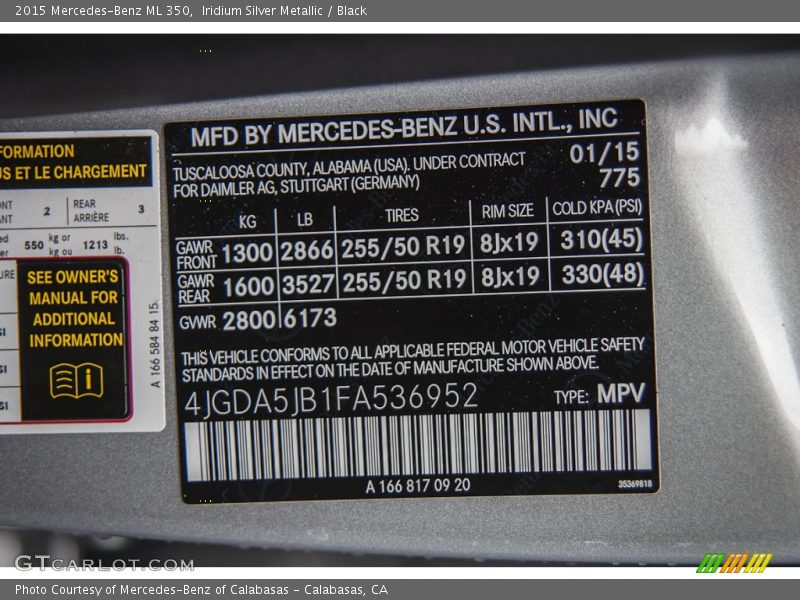 2015 Mercedes-Benz ML 350,  Iridium Silver Metallic / Black
FORMATION
US ET LE CHARGEMENT
2 REAR ARRIÈRE 3
550 kg or kg ou 1213 lbs. lb.
SEE OWNER'S
MANUAL FOR
ADDITIONAL
INFORMATION
i
A 166 584 84 15
MFD BY MERCEDES-BENZ U.S. INTL., INC
TUSCALOOSA COUNTY, ALABAMA (USA). UNDER CONTRACT 01/15
FOR DAIMLER AG, STUTTGART (GERMANY) 775
KG LB TIRES RIM SIZE COLD KPA (PSI)
GAWR FRONT 1300 2866 255/50 R19 8Jx19 310(45)
GAWR REAR 1600 3527 255/50 R19 8Jx19 330(48)
GWR 2800 6173
THIS VEHICLE CONFORMS TO ALL APPLICABLE FEDERAL MOTOR VEHICLE SAFETY
STANDARDS IN EFFECT ON THE DATE OF MANUFACTURE SHOWN ABOVE.
4JGDA5JB1FA536952 TYPE: MPV
A 166 817 09 20 35369818
GTCARLOT.COM
Photo Courtesy of Mercedes-Benz of Calabasas - Calabasas, CA